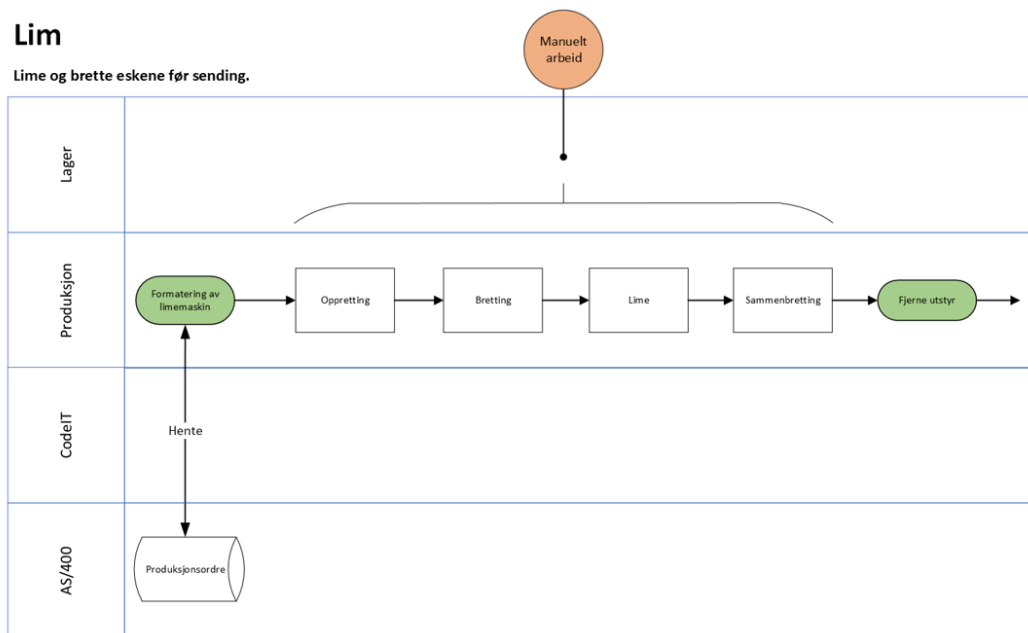 Lim
Lime og brette eskene før sending.
Manuelt
arbeid
Lager
Produksjon
Formatering av
limemaskin
Oppretting
Bretting
Lime
Sammenbretting
Fjerne utstyr
CodeIT
Hente
AS/400
Produksjonsordre